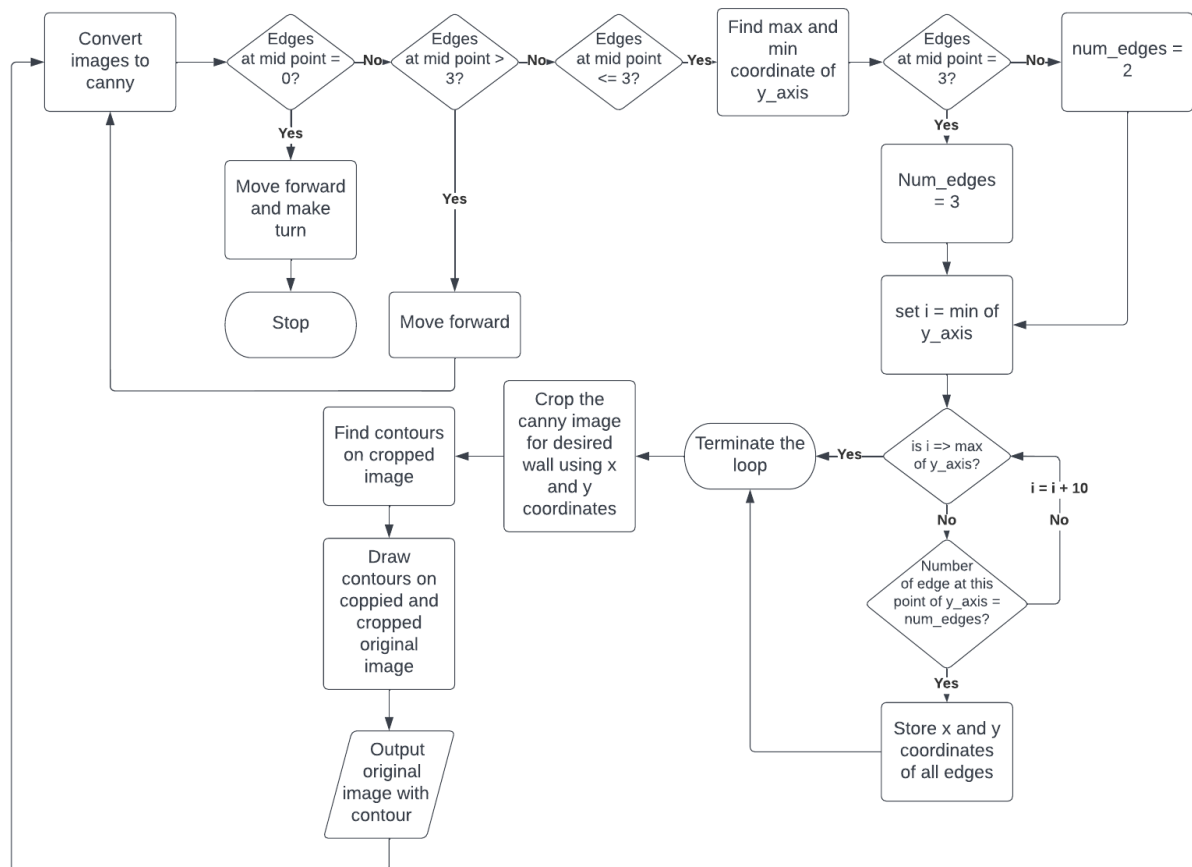 Convert
images to
canny
Edges
at mid point =
0?
No
Edges
at mid point >
3?
No
Edges
at mid point
<= 3?
Yes
Find max and
min
coordinate of
y_axis
Edges
at mid point =
3?
No
num_edges =
2
Yes
Move forward
and make
turn
Stop
Yes
Move forward
Yes
Num_edges
= 3
set i = min of
y_axis
is i => max
of y_axis?
Yes
Terminate the
loop
Crop the
canny image
for desired
wall using x
and y
coordinates
Find contours
on cropped
image
Draw
contours on
coppied and
cropped
original
image
Output
original
image with
contour
No
Number
of edge at this
point of y_axis =
num_edges?
No
i = i + 10
Yes
Store x and y
coordinates
of all edges